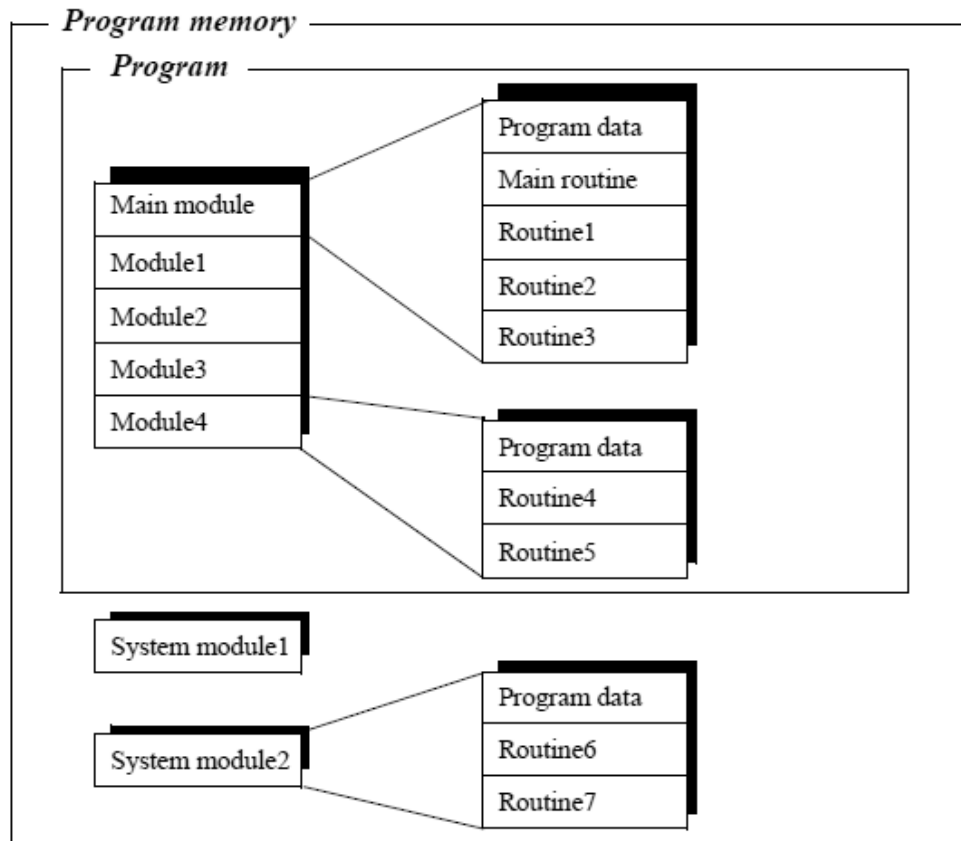 Program memory
Program
Main module
Module1
Module2
Module3
Module4
Program data
Main routine
Routine1
Routine2
Routine3
Program data
Routine4
Routine5
System module1
System module2
Program data
Routine6
Routine7